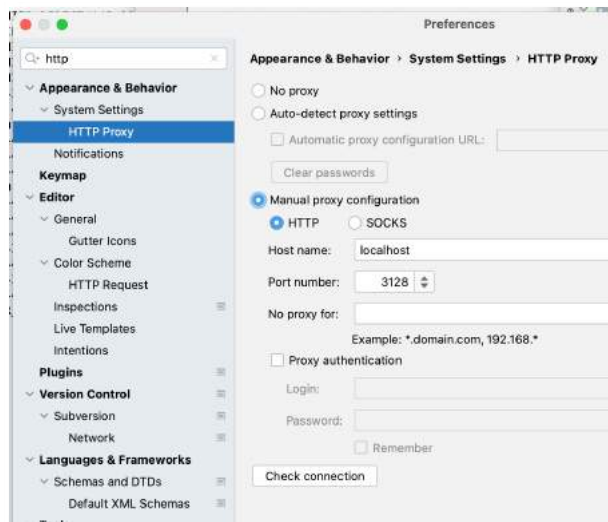 Preferences
http
Appearance & Behavior
System Settings
HTTP Proxy
Notifications
Keymap
Editor
General
Gutter Icons
Color Scheme
HTTP Request
Inspections
Live Templates
Intentions
Plugins
Version Control
Subversion
Network
Languages & Frameworks
Schemas and DTDs
Default XML Schemas
Appearance & Behavior › System Settings › HTTP Proxy
No proxy
Auto-detect proxy settings
Automatic proxy configuration URL:
Clear passwords
Manual proxy configuration
HTTP SOCKS
Host name: localhost
Port number: 3128
No proxy for:
Example: *.domain.com, 192.168.*
Proxy authentication
Login:
Password:
Remember
Check connection